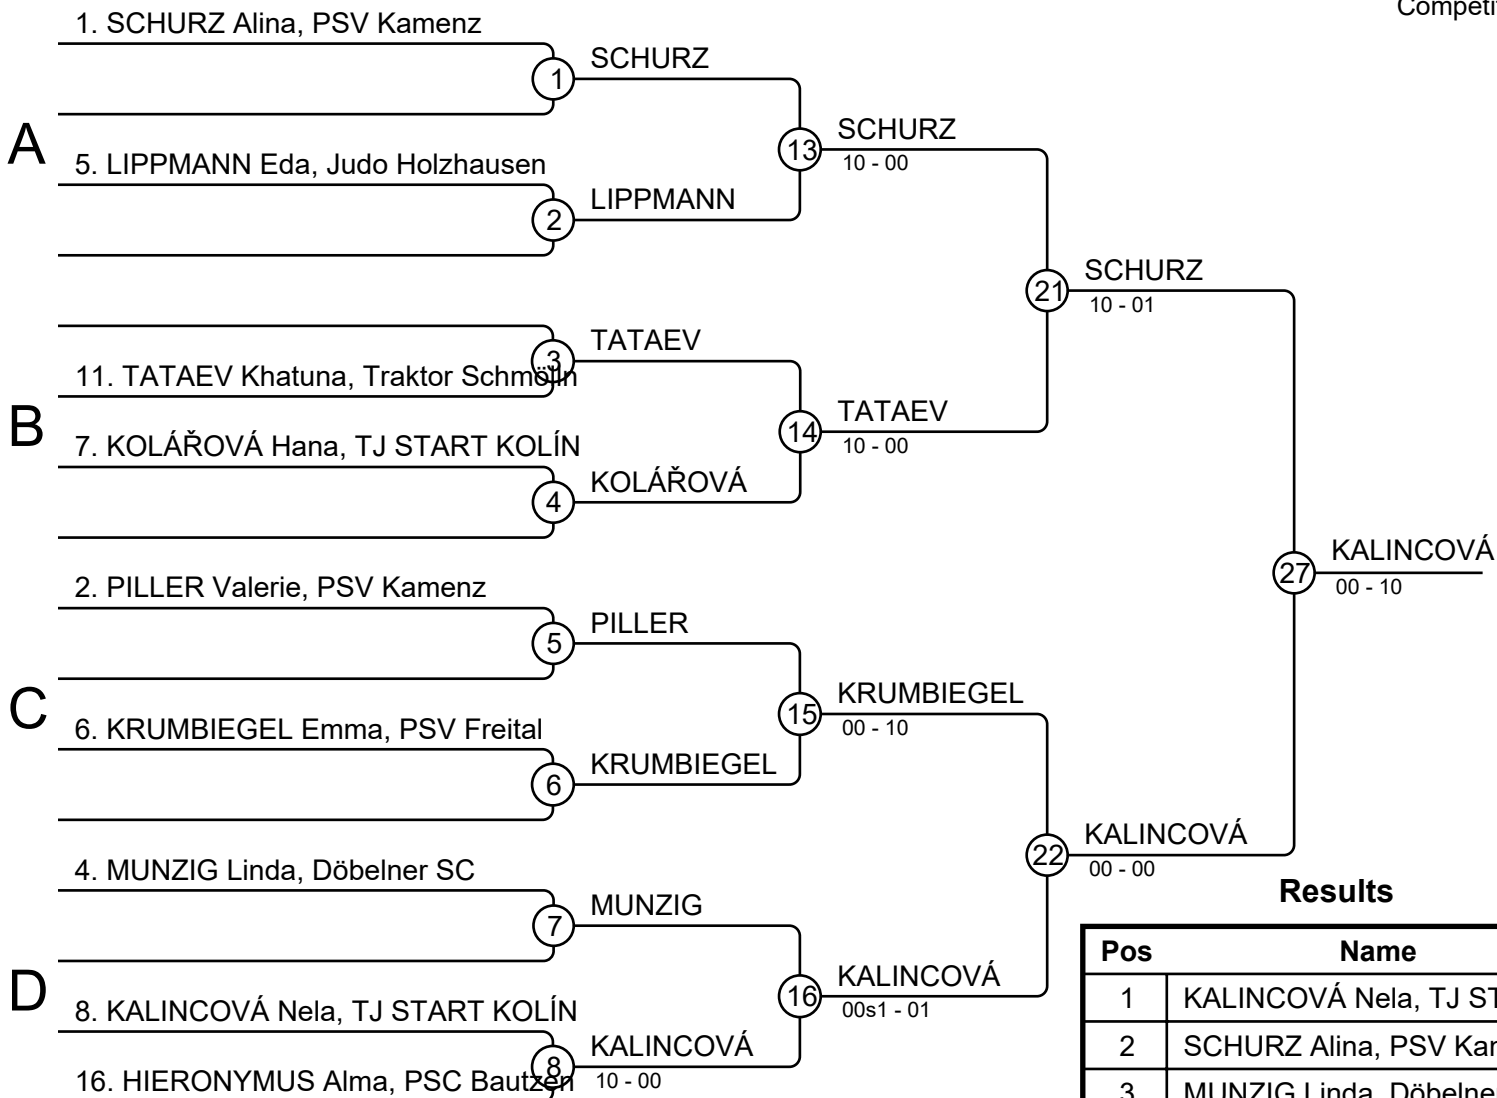 Competit
1. SCHURZ Alina, PSV Kamenz
1
SCHURZ
A
13
SCHURZ
10 - 00
5. LIPPMANN Eda, Judo Holzhausen
2
LIPPMANN
21
SCHURZ
10 - 01
3
TATAEV
11. TATAEV Khatuna, Traktor Schmölln
B
14
TATAEV
10 - 00
7. KOLÁŘOVÁ Hana, TJ START KOLÍN
4
KOLÁŘOVÁ
27
KALINCOVÁ
00 - 10
2. PILLER Valerie, PSV Kamenz
5
PILLER
C
15
KRUMBIEGEL
00 - 10
6. KRUMBIEGEL Emma, PSV Freital
6
KRUMBIEGEL
22
KALINCOVÁ
00 - 00
4. MUNZIG Linda, Döbelner SC
7
MUNZIG
D
16
KALINCOVÁ
00s1 - 01
8. KALINCOVÁ Nela, TJ START KOLÍN
8
KALINCOVÁ
10 - 00
16. HIERONYMUS Alma, PSC Bautzen
Results
Pos Name
1 KALINCOVÁ Nela, TJ ST
2 SCHURZ Alina, PSV Kar
3 MUNZIG Linda, Döbelner